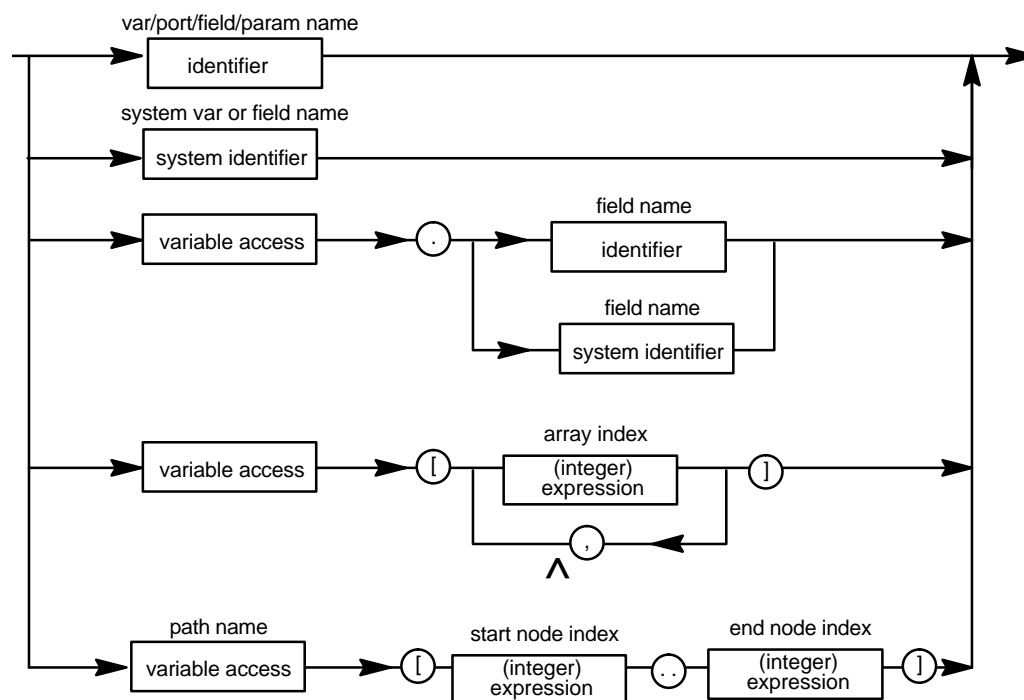 var/port/field/param name
identifier
system var or field name
system identifier
field name
variable access . identifier
field name
system identifier
array index
variable access [ (integer) expression ]
,
^
path name
start node index
end node index
variable access [ (integer) expression .. (integer) expression ]